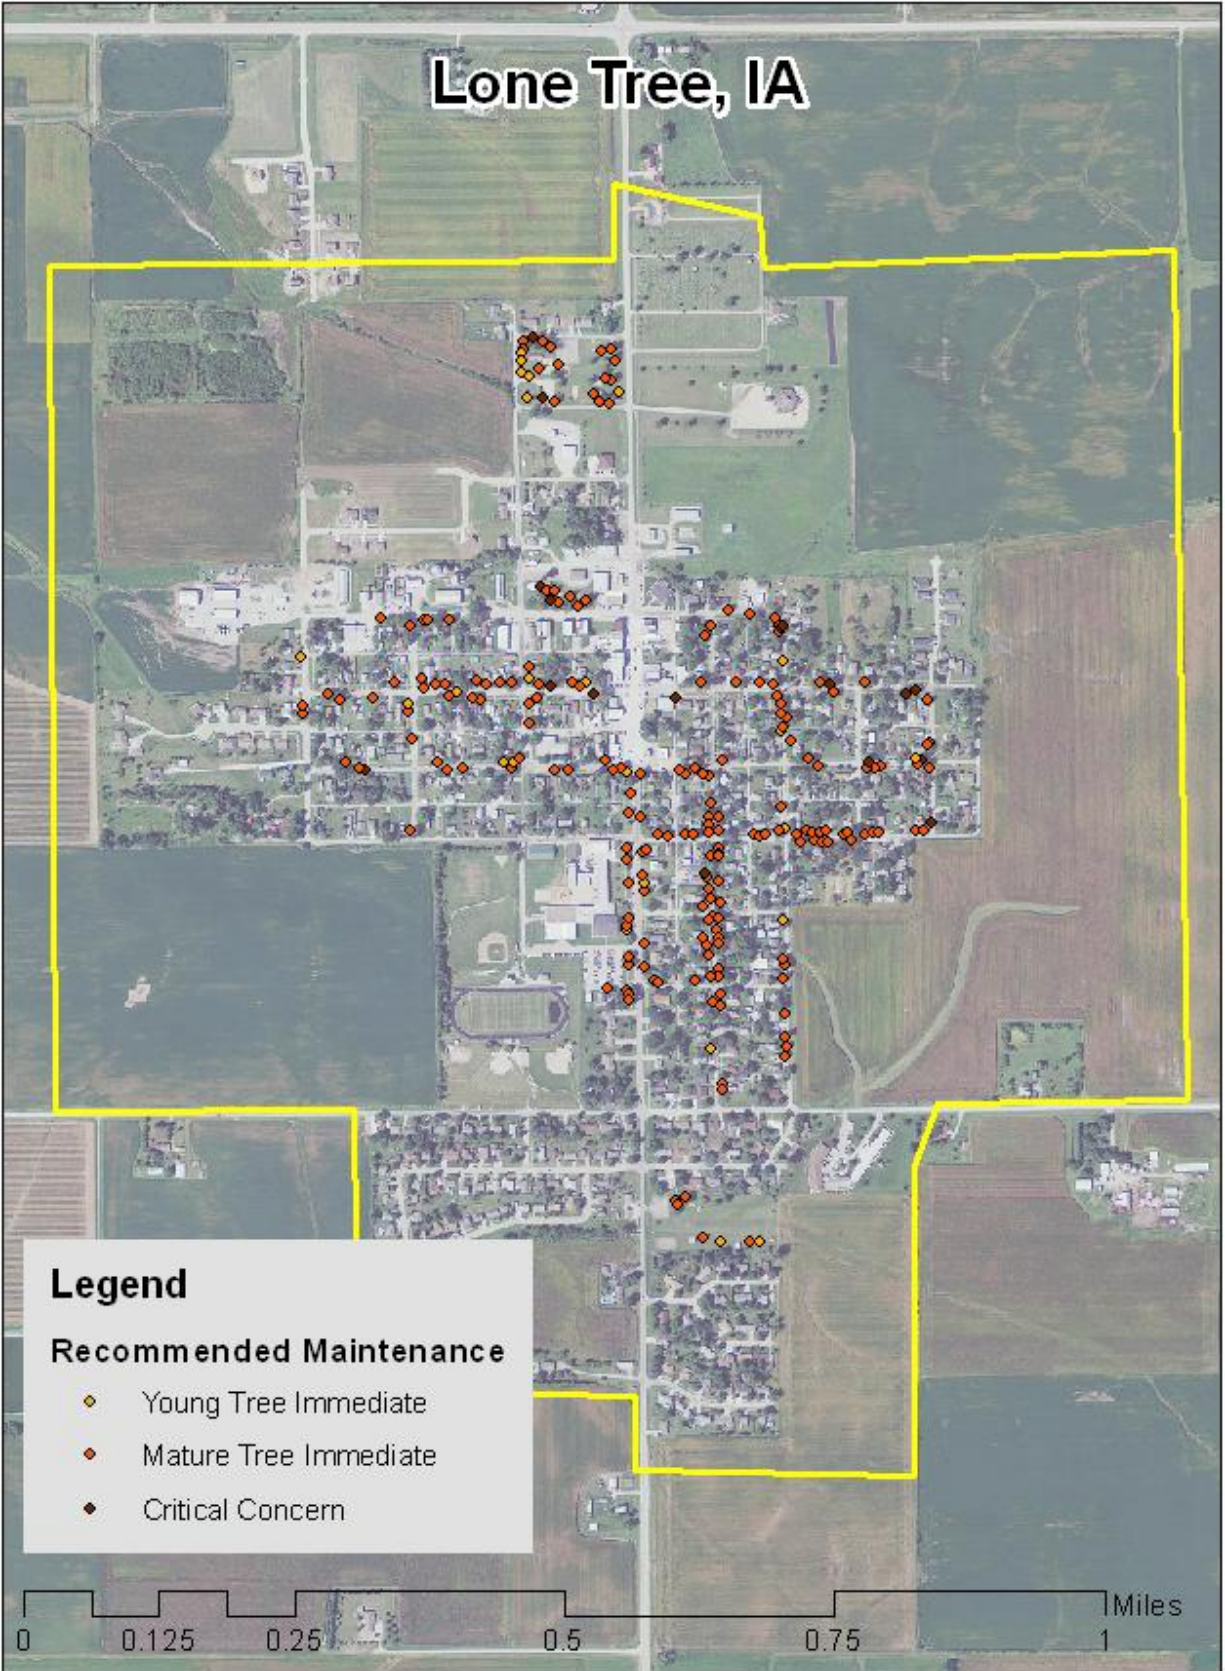 Lone Tree, IA
Legend
Recommended Maintenance
Young Tree Immediate
Mature Tree Immediate
Critical Concern
Miles
0 0.125 0.25 0.5 0.75 1